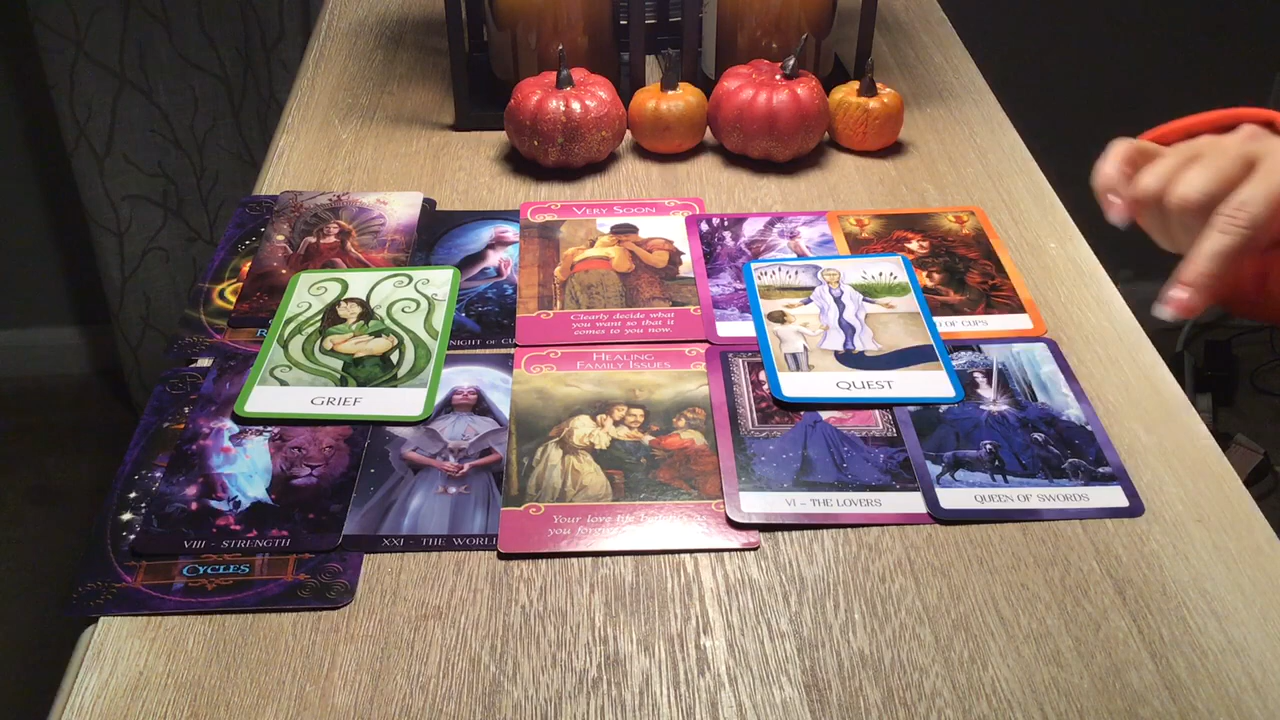 VERY SOON
Clearly decide what
you want so that it
comes to you now.
OF CUPS
NIGHT OF CUPS
GRIEF
QUEST
HEALING
FAMILY ISSUES
Your love life
you
VI – THE LOVERS
QUEEN OF SWORDS
VIII - STRENGTH
XXI - THE WORLD
CYCLES